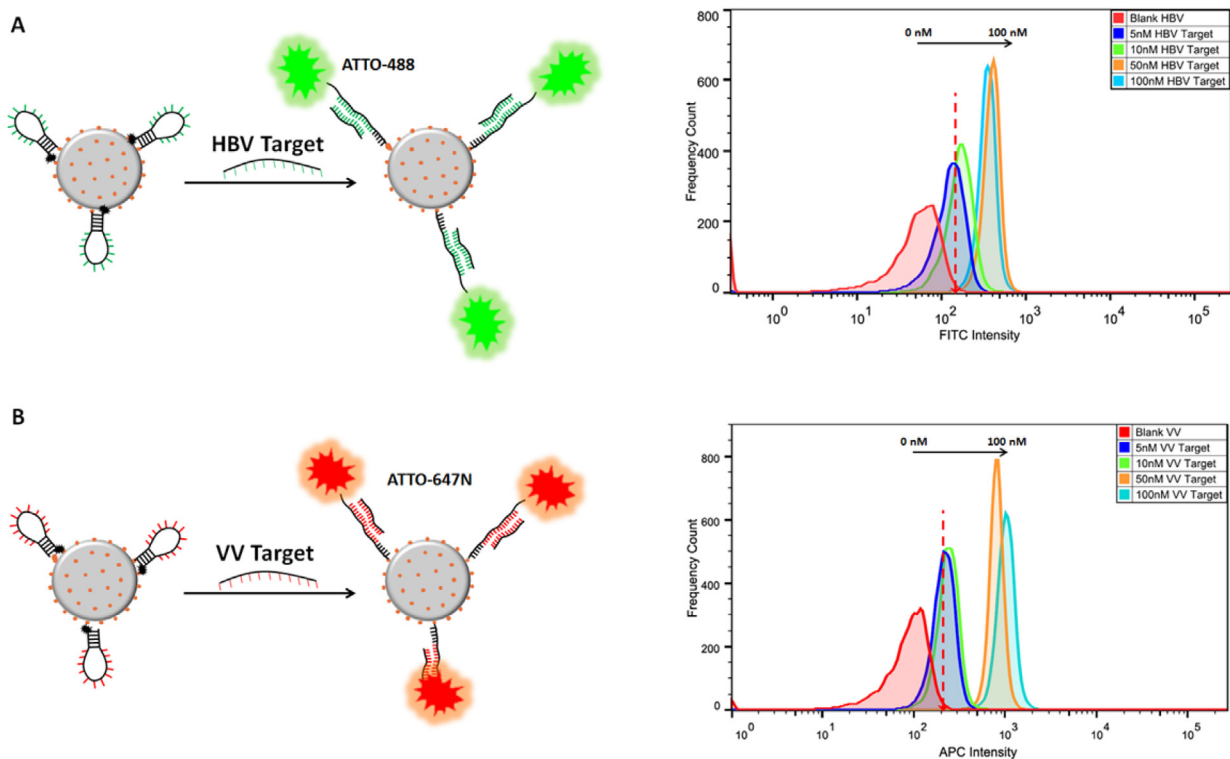 A
ATTO-488
HBV Target
800
600
400
200
0
Frequency Count
0 nM
100 nM
Blank HBV
5nM HBV Target
10nM HBV Target
50nM HBV Target
100nM HBV Target
10^0
10^1
10^2
10^3
10^4
10^5
FITC Intensity
B
ATTO-647N
VV Target
800
600
400
200
0
Frequency Count
0 nM
100 nM
Blank VV
5nM VV Target
10nM VV Target
50nM VV Target
100nM VV Target
10^0
10^1
10^2
10^3
10^4
10^5
APC Intensity